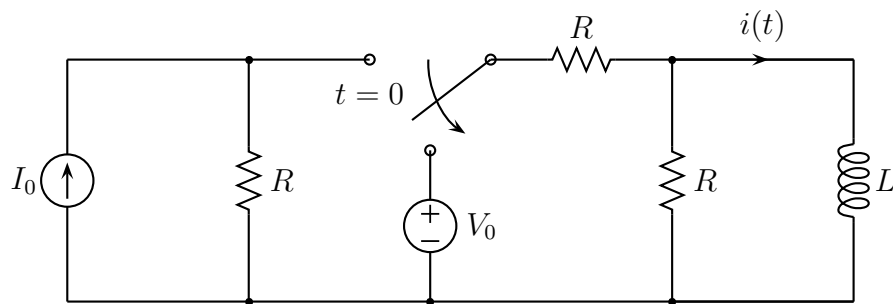 i(t)
R
t = 0
I₀
R
R
L
+
−
V₀